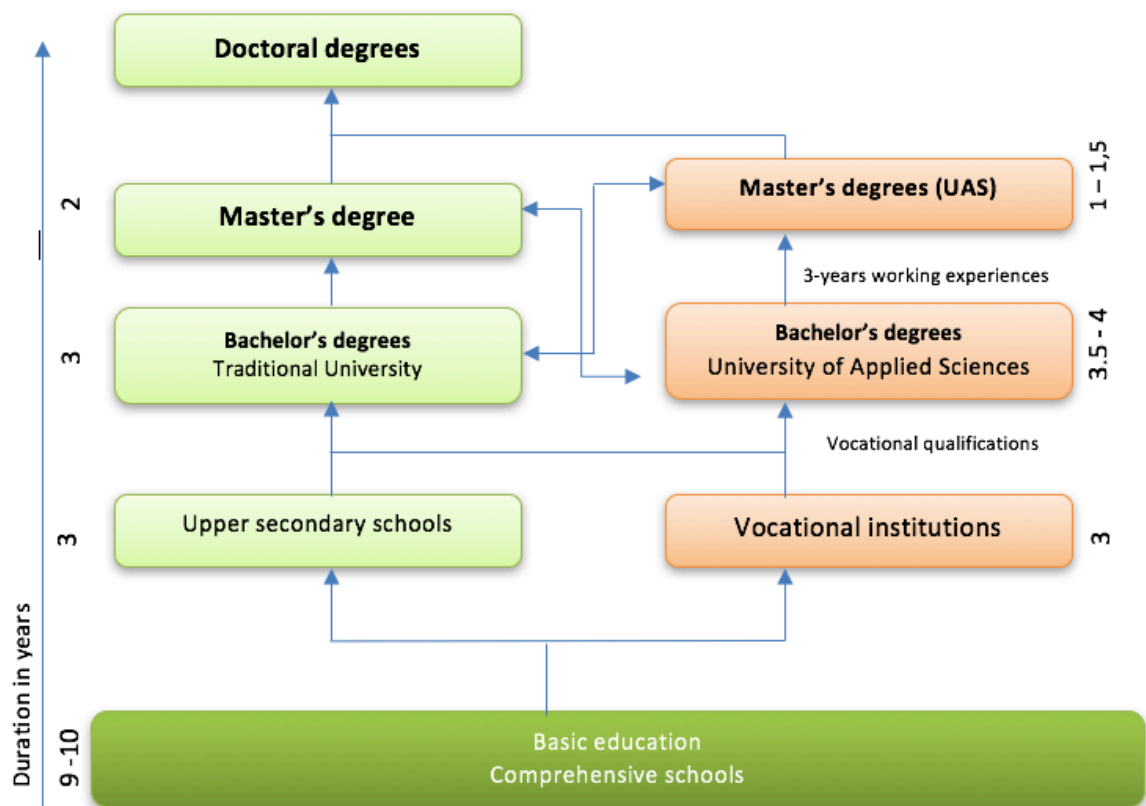 Doctoral degrees
Master's degree
Master's degrees (UAS)
2
1 – 1,5
3-years working experiences
Bachelor's degrees
Traditional University
Bachelor's degrees
University of Applied Sciences
3
3.5 - 4
Vocational qualifications
Upper secondary schools
Vocational institutions
3
3
Duration in years
9 -10
Basic education
Comprehensive schools